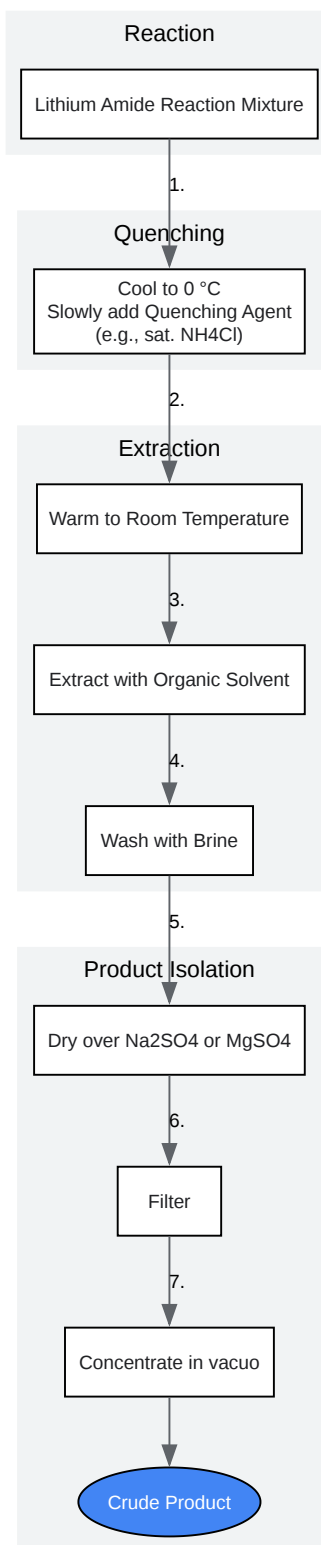 Reaction
Lithium Amide Reaction Mixture
1.
Quenching
Cool to 0 °C
Slowly add Quenching Agent
(e.g., sat. NH4Cl)
2.
Extraction
Warm to Room Temperature
3.
Extract with Organic Solvent
4.
Wash with Brine
5.
Product Isolation
Dry over Na2SO4 or MgSO4
6.
Filter
7.
Concentrate in vacuo
Crude Product